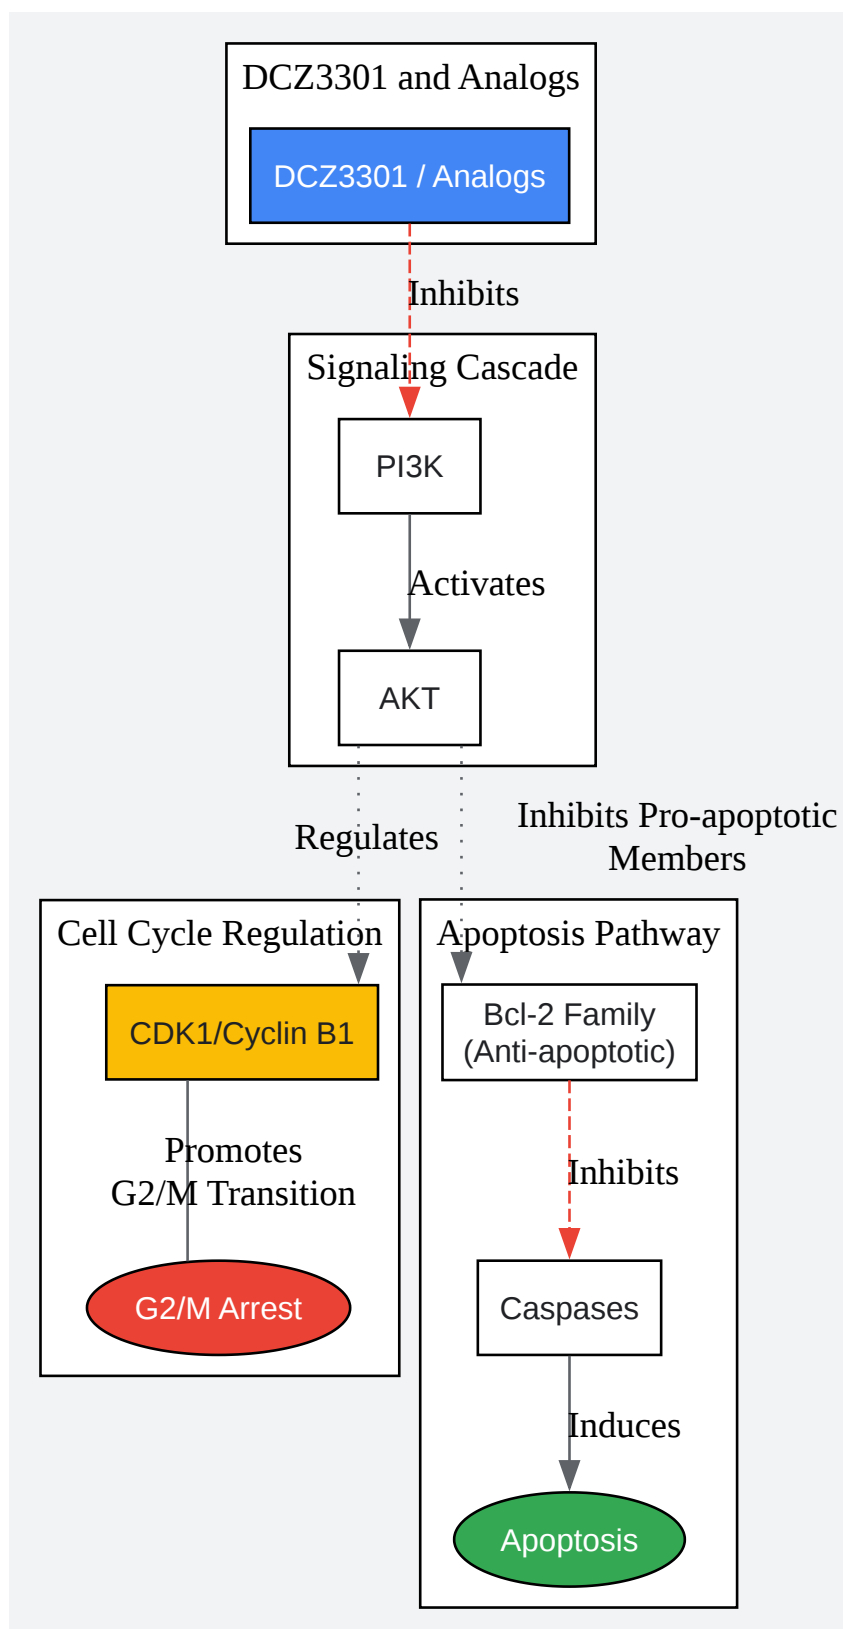 DCZ3301 and Analogs
DCZ3301 / Analogs
Inhibits
Signaling Cascade
PI3K
Activates
AKT
Regulates
Inhibits Pro-apoptotic
Members
Cell Cycle Regulation
CDK1/Cyclin B1
Promotes
G2/M Transition
G2/M Arrest
Apoptosis Pathway
Bcl-2 Family
(Anti-apoptotic)
Inhibits
Caspases
Induces
Apoptosis